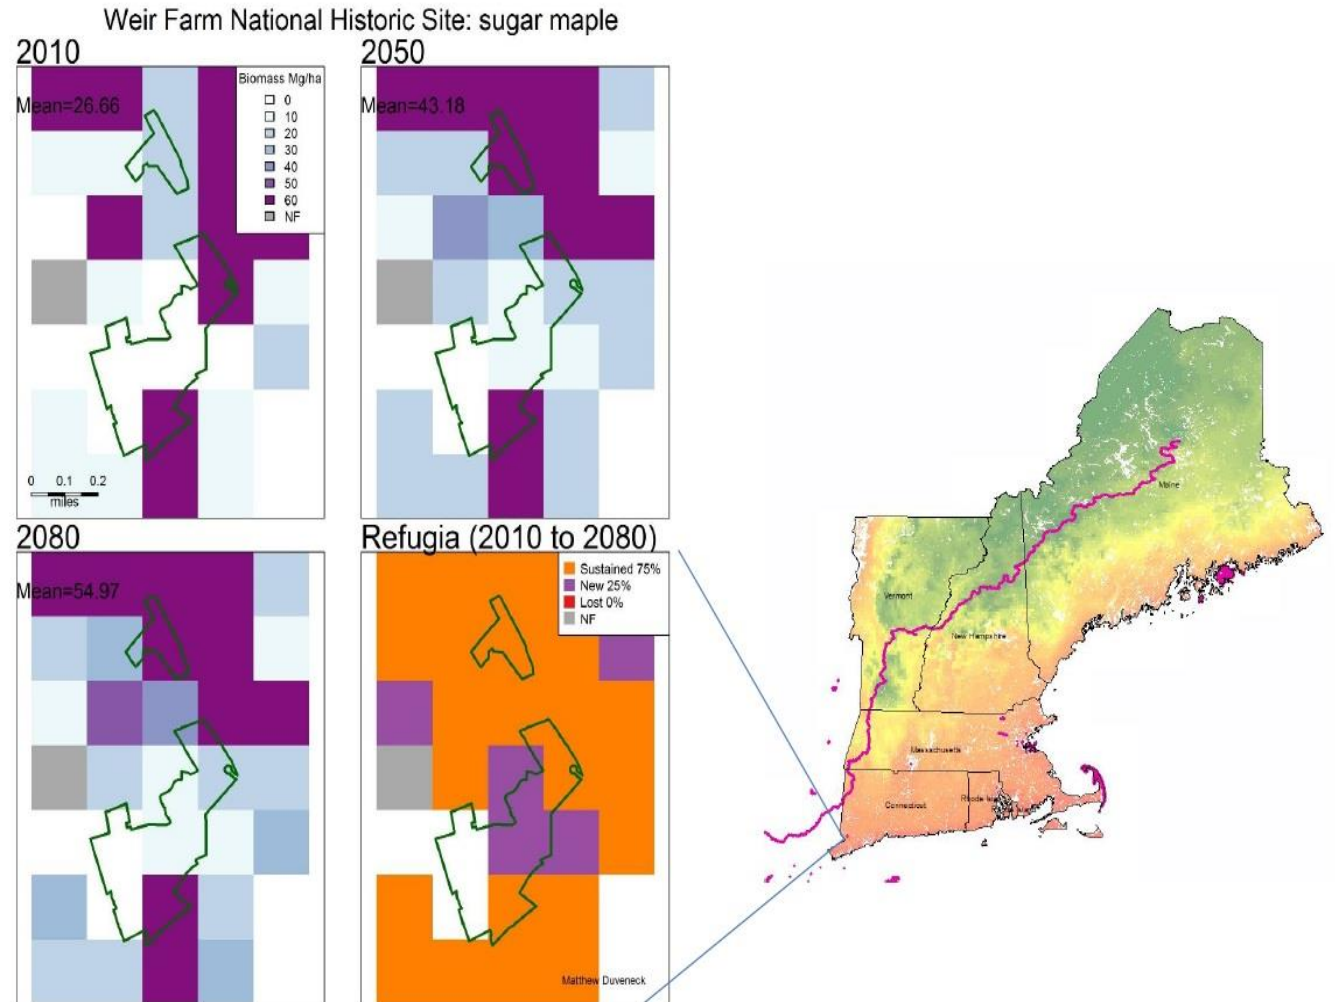 Weir Farm National Historic Site: sugar maple
2010
2050
Mean=26.66
Biomass Mg/ha
0
10
20
30
40
50
60
NF
Mean=43.18
0 0.1 0.2
miles
2080
Refugia (2010 to 2080)
Mean=54.97
Sustained 75%
New 25%
Lost 0%
NF
Matthew Duveneck
Maine
Vermont
New Hampshire
Massachusetts
Connecticut